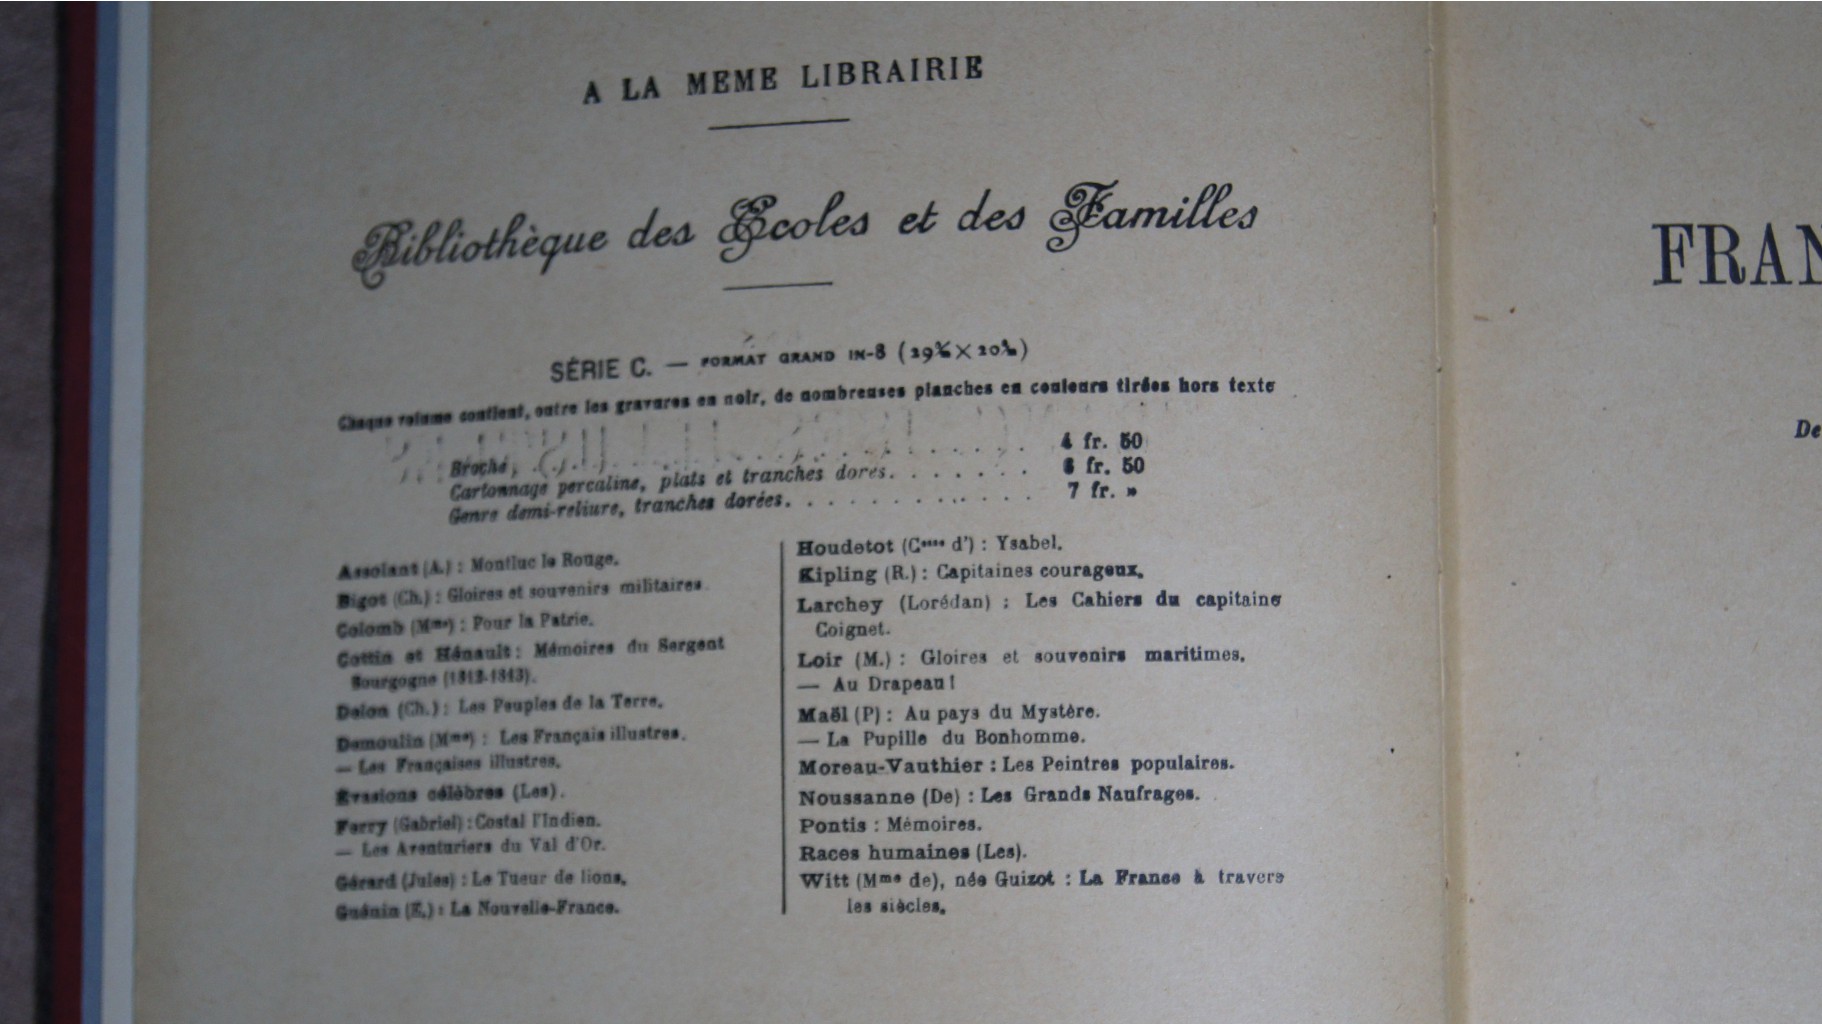 A LA MEME LIBRAIRIE
Bibliothèque des Écoles et des Familles
SÉRIE C. — FORMAT GRAND IN-8 (29% × 20%)
Chaque volume contient, outre les gravures en noir, de nombreuses planches en couleurs tirées hors texte
Broché, . . . . . . . . . . 4 fr. 50
Cartonnage percaline, plats et tranches dorés. . . . . . . 6 fr. 50
Genre demi-reliure, tranches dorées. . . . . . . . . . . . 7 fr. »
Assolant (A.) : Montluc le Rouge.
Bigot (Ch.) : Gloires et souvenirs militaires.
Colomb (Mme) : Pour la Patrie.
Cottin et Hénault : Mémoires du Sergent
Bourgogne (1812-1813).
Delon (Ch.) : Les Peuples de la Terre.
Demoulin (Mme) : Les Français illustres.
— Les Françaises illustres.
Évasions célèbres (Les).
Ferry (Gabriel) : Costal l'Indien.
— Les Aventuriers du Val d'Or.
Gérard (Jules) : Le Tueur de lions.
Guénin (E.) : La Nouvelle-France.
Houdetot (Csse d') : Ysabel.
Kipling (R.) : Capitaines courageux.
Larchey (Lorédan) : Les Cahiers du capitaine
Coignet.
Loir (M.) : Gloires et souvenirs maritimes.
— Au Drapeau !
Maël (P) : Au pays du Mystère.
— La Pupille du Bonhomme.
Moreau-Vauthier : Les Peintres populaires.
Noussanne (De) : Les Grands Naufrages.
Pontis : Mémoires.
Races humaines (Les).
Witt (Mme de), née Guizot : La France à travers
les siècles.
FRAN
De